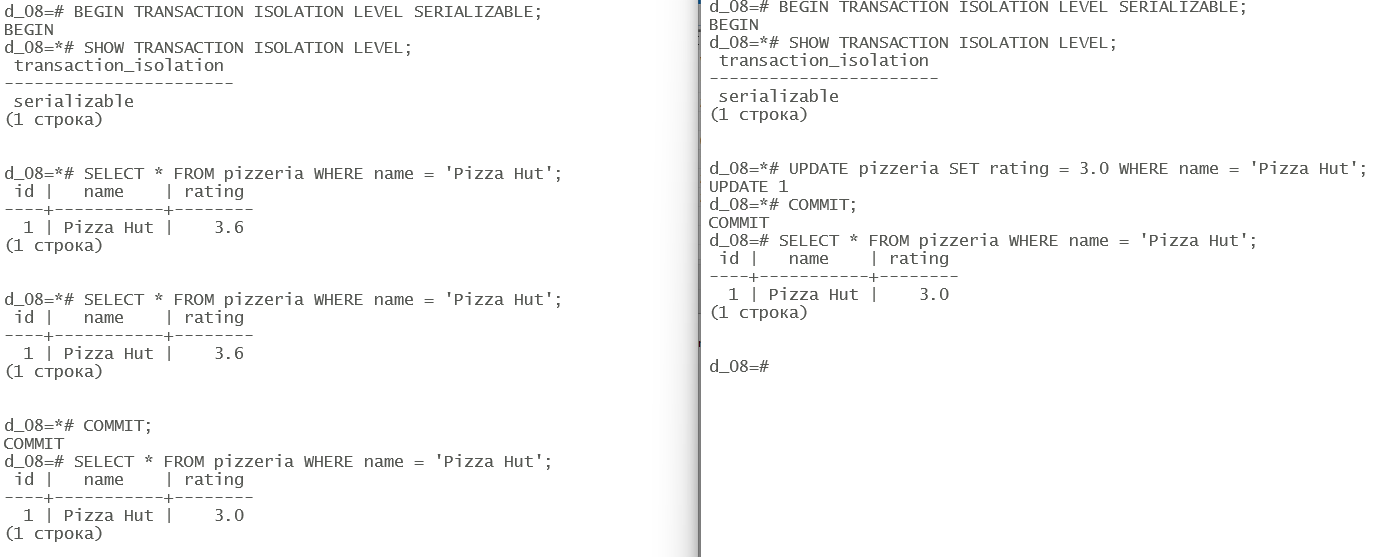 d_08=# BEGIN TRANSACTION ISOLATION LEVEL SERIALIZABLE;
BEGIN
d_08=*# SHOW TRANSACTION ISOLATION LEVEL;
 transaction_isolation
-----------------------
 serializable
(1 строка)
d_08=*# SELECT * FROM pizzeria WHERE name = 'Pizza Hut';
 id |   name    | rating
----+-----------+--------
  1 | Pizza Hut |    3.6
(1 строка)
d_08=*# SELECT * FROM pizzeria WHERE name = 'Pizza Hut';
 id |   name    | rating
----+-----------+--------
  1 | Pizza Hut |    3.6
(1 строка)
d_08=*# COMMIT;
COMMIT
d_08=# SELECT * FROM pizzeria WHERE name = 'Pizza Hut';
 id |   name    | rating
----+-----------+--------
  1 | Pizza Hut |    3.0
(1 строка)
d_08=# BEGIN TRANSACTION ISOLATION LEVEL SERIALIZABLE;
BEGIN
d_08=*# SHOW TRANSACTION ISOLATION LEVEL;
 transaction_isolation
-----------------------
 serializable
(1 строка)
d_08=*# UPDATE pizzeria SET rating = 3.0 WHERE name = 'Pizza Hut';
UPDATE 1
d_08=*# COMMIT;
COMMIT
d_08=# SELECT * FROM pizzeria WHERE name = 'Pizza Hut';
 id |   name    | rating
----+-----------+--------
  1 | Pizza Hut |    3.0
(1 строка)
d_08=#